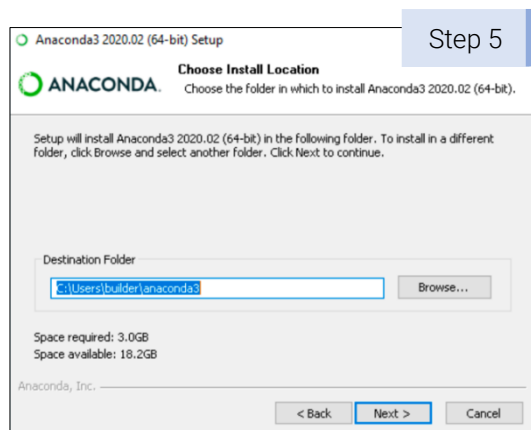 Step 5
Anaconda3 2020.02 (64-bit) Setup
ANACONDA.
Choose Install Location
Choose the folder in which to install Anaconda3 2020.02 (64-bit).
Setup will install Anaconda3 2020.02 (64-bit) in the following folder. To install in a different
folder, click Browse and select another folder. Click Next to continue.
Destination Folder
C:\Users\builder\anaconda3
Browse...
Space required: 3.0GB
Space available: 18.2GB
Anaconda, Inc.
< Back
Next >
Cancel